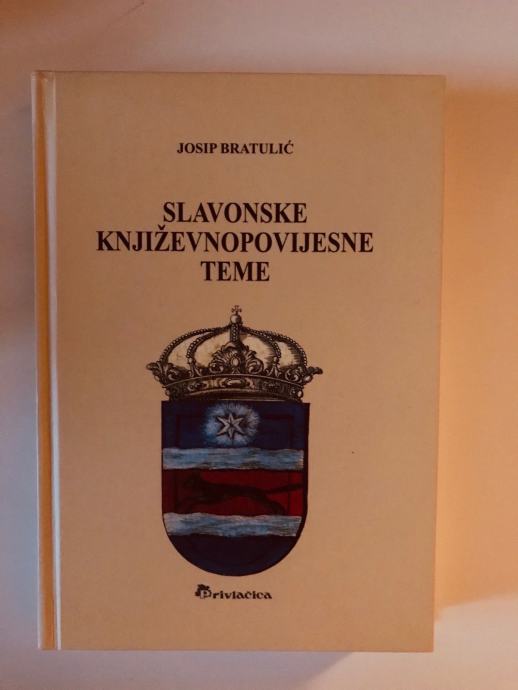 JOSIP BRATULIĆ
SLAVONSKE
KNJIŽEVNOPOVIJESNE
TEME
Privlačica